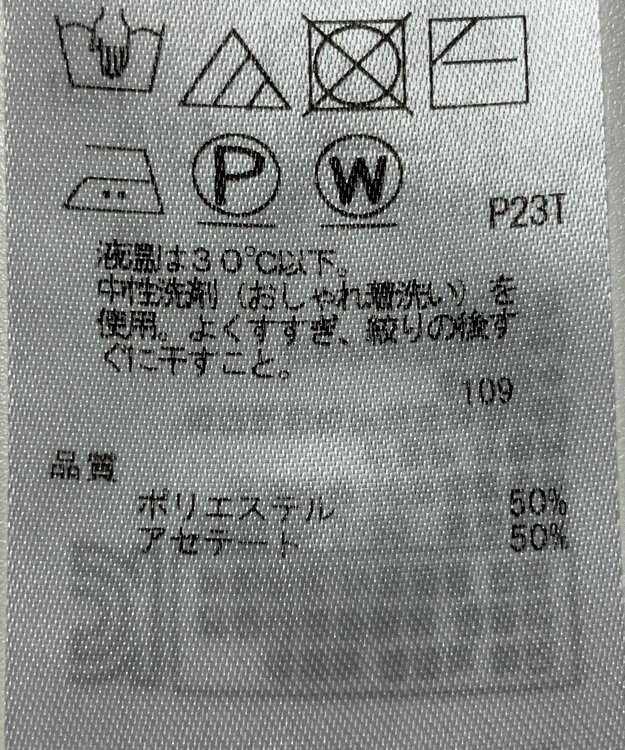 P
W
P23T
液温は30℃以下。
中性洗剤（おしゃれ着洗い）を
使用。よくすすぎ、絞りの後す
ぐに干すこと。
109
品質
ポリエステル 50%
アセテート 50%